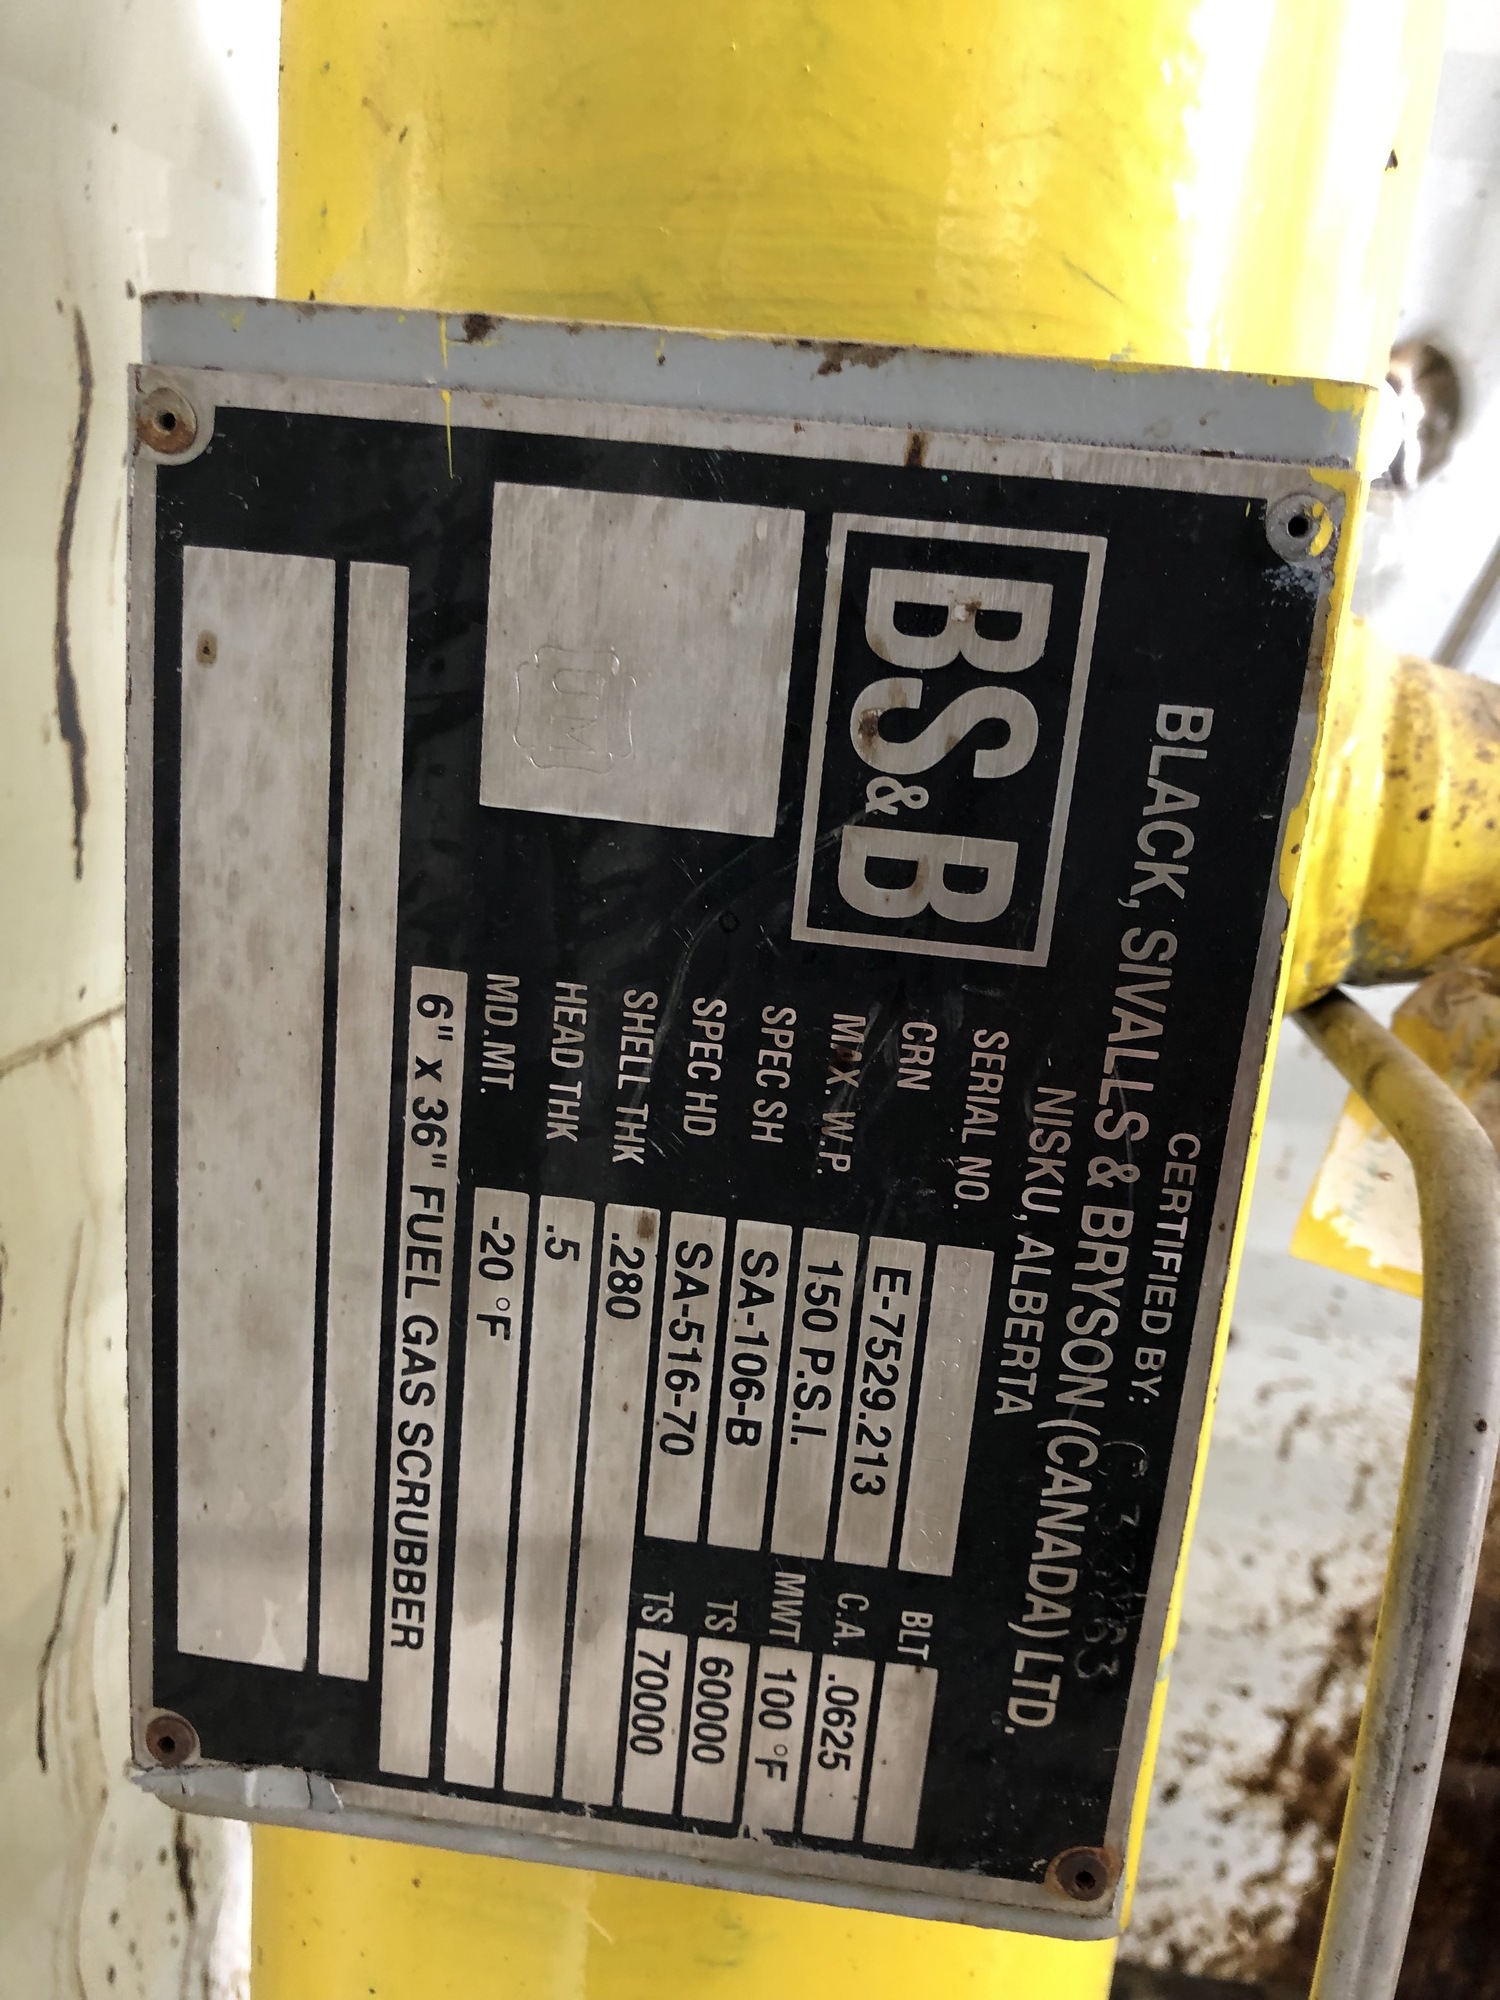 CERTIFIED BY:
BLACK, SIVALLS & BRYSON (CANADA) LTD.
NISKU, ALBERTA
BS&B
UM
SERIAL NO. BLT
CRN E-7529.213 C.A. .0625
MAX. W.P. 150 P.S.I. MWT 100 °F
SPEC SH SA-106-B TS 60000
SPEC HD SA-516-70 TS 70000
SHELL THK .280
HEAD THK .5
MD.MT. -20 °F
6" x 36" FUEL GAS SCRUBBER